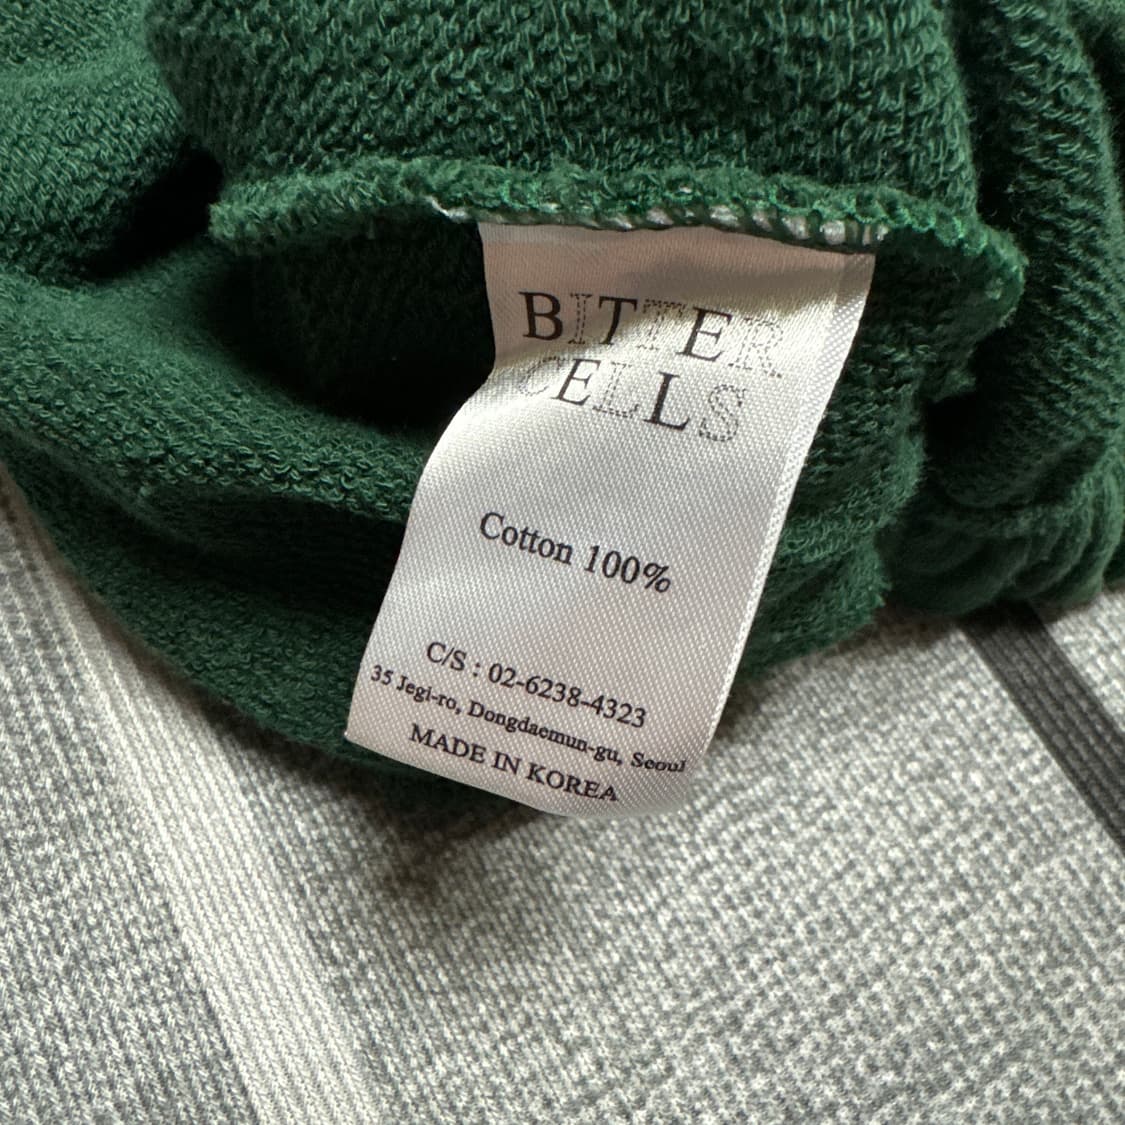 BITTER
CELLS
Cotton 100%
C/S : 02-6238-4323
35 Jegi-ro, Dongdaemun-gu, Seoul
MADE IN KOREA